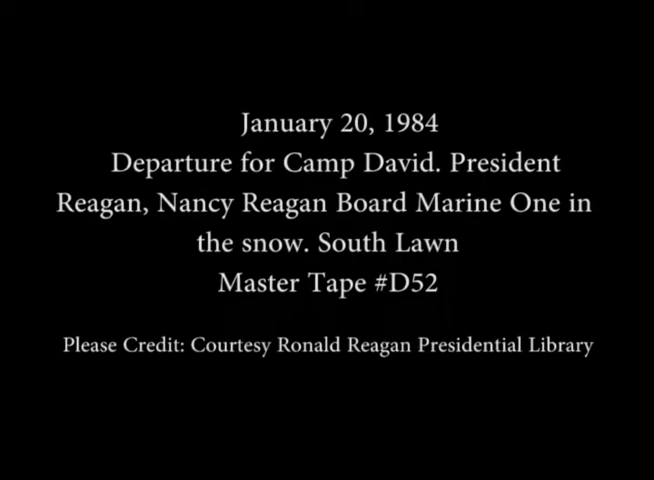 January 20, 1984
Departure for Camp David. President
Reagan, Nancy Reagan Board Marine One in
the snow. South Lawn
Master Tape #D52
Please Credit: Courtesy Ronald Reagan Presidential Library